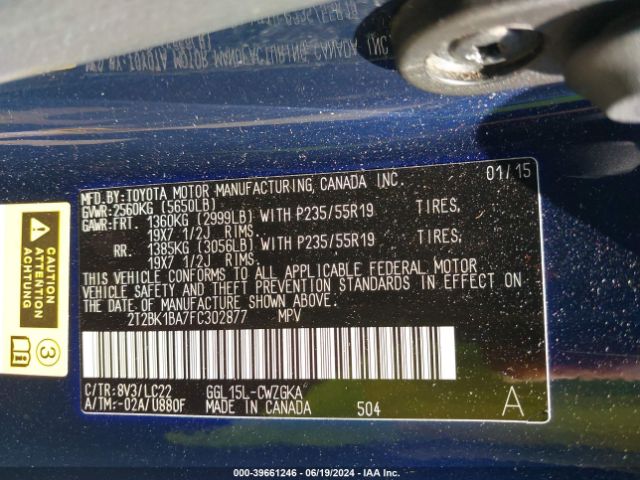 MFD.BY:TOYOTA MOTOR MANUFACTURING, CANADA INC. 01/15
GVWR:2560KG (5650LB)
GAWR:FRT. 1360KG (2999LB) WITH P235/55R19 TIRES,
19X7 1/2J RIMS.
RR. 1385KG (3056LB) WITH P235/55R19 TIRES,
19X7 1/2J RIMS.
THIS VEHICLE CONFORMS TO ALL APPLICABLE FEDERAL MOTOR
VEHICLE SAFETY AND THEFT PREVENTION STANDARDS IN EFFECT ON
THE DATE OF MANUFACTURE SHOWN ABOVE.
2T2BK1BA7FC302877 MPV
C/TR:8V3/LC22 GGL15L-CWZGKA
A/TM:-02A/U880F MADE IN CANADA 504 A
CAUTION
ATTENTION
ACHTUNG
3
000-39661246 - 06/19/2024 - IAA Inc.